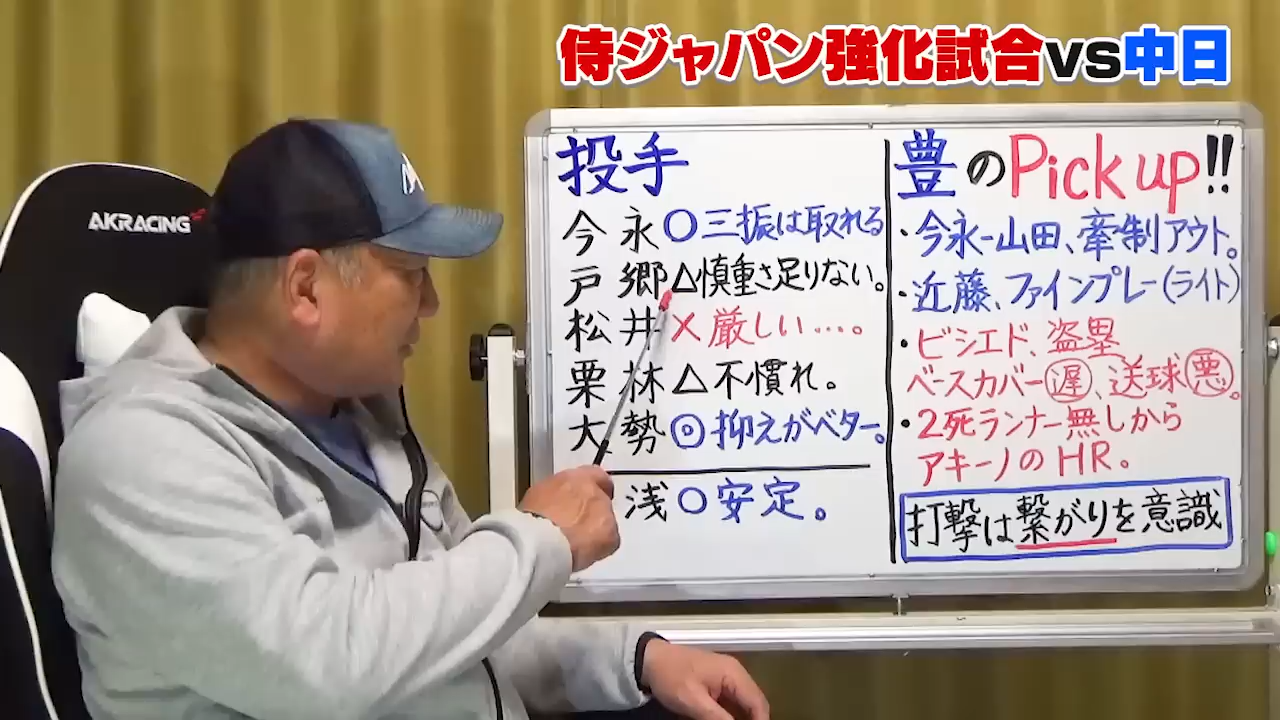 侍ジャパン強化試合vs中日
AKRACING
投手
今永〇三振は取れる
戸郷△慎重さ足りない。
松井×厳しい…。
栗林△不慣れ。
大勢◎抑えがベター。
浅〇安定。
豊のPick up!!
・今永-山田、牽制アウト。
・近藤、ファインプレー(ライト)
・ビシエド、盗塁
ベースカバー遅、送球悪。
・2死ランナー無しから
アキーノのHR。
打撃は繋がりを意識